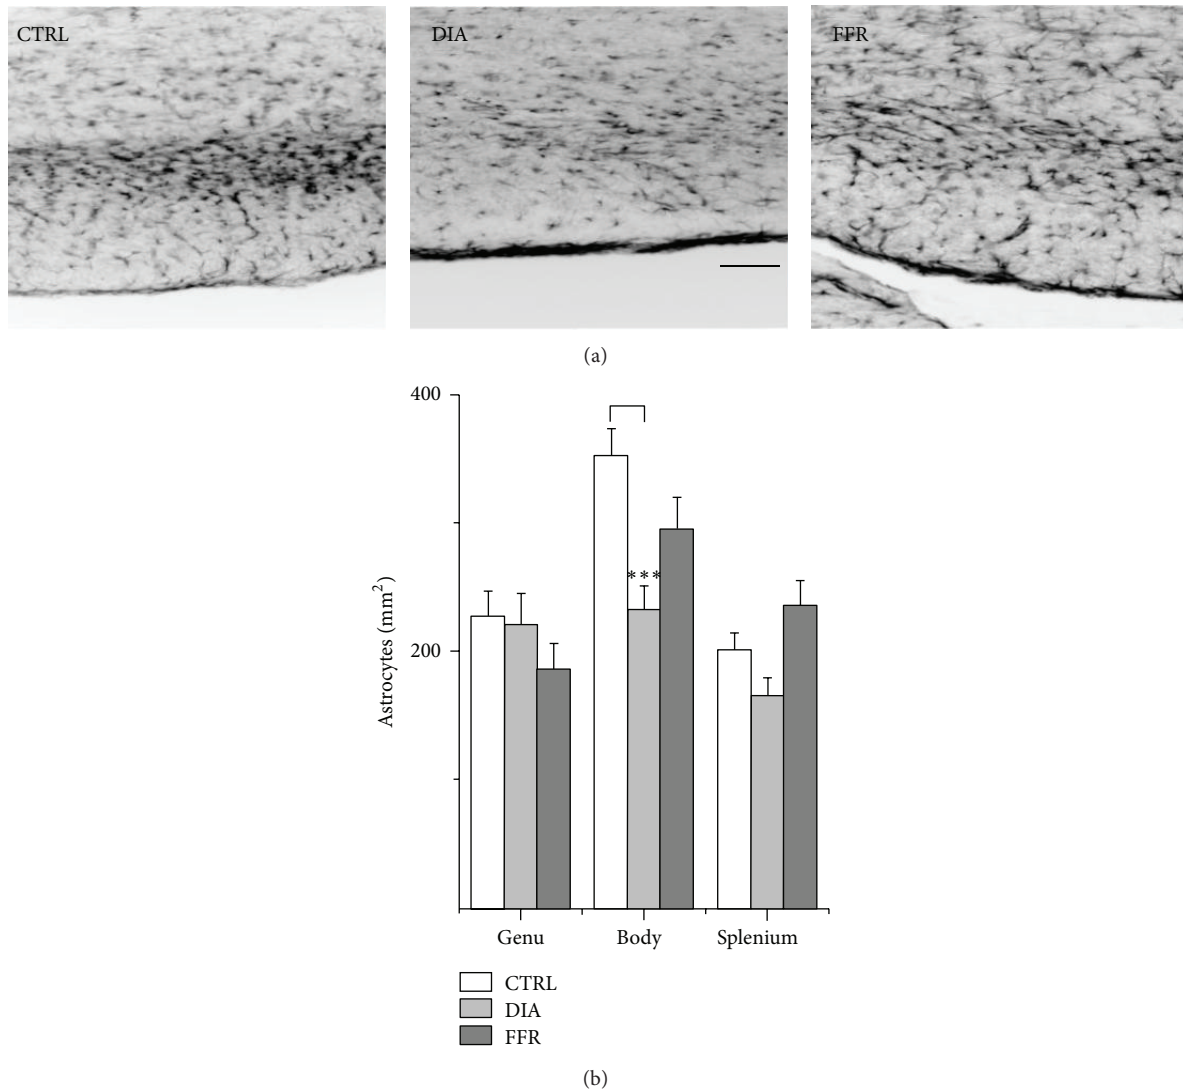 CTRL
DIA
FFR
(a)
400
200
Astrocytes (mm²)
***
Genu
Body
Splenium
CTRL
DIA
FFR
(b)